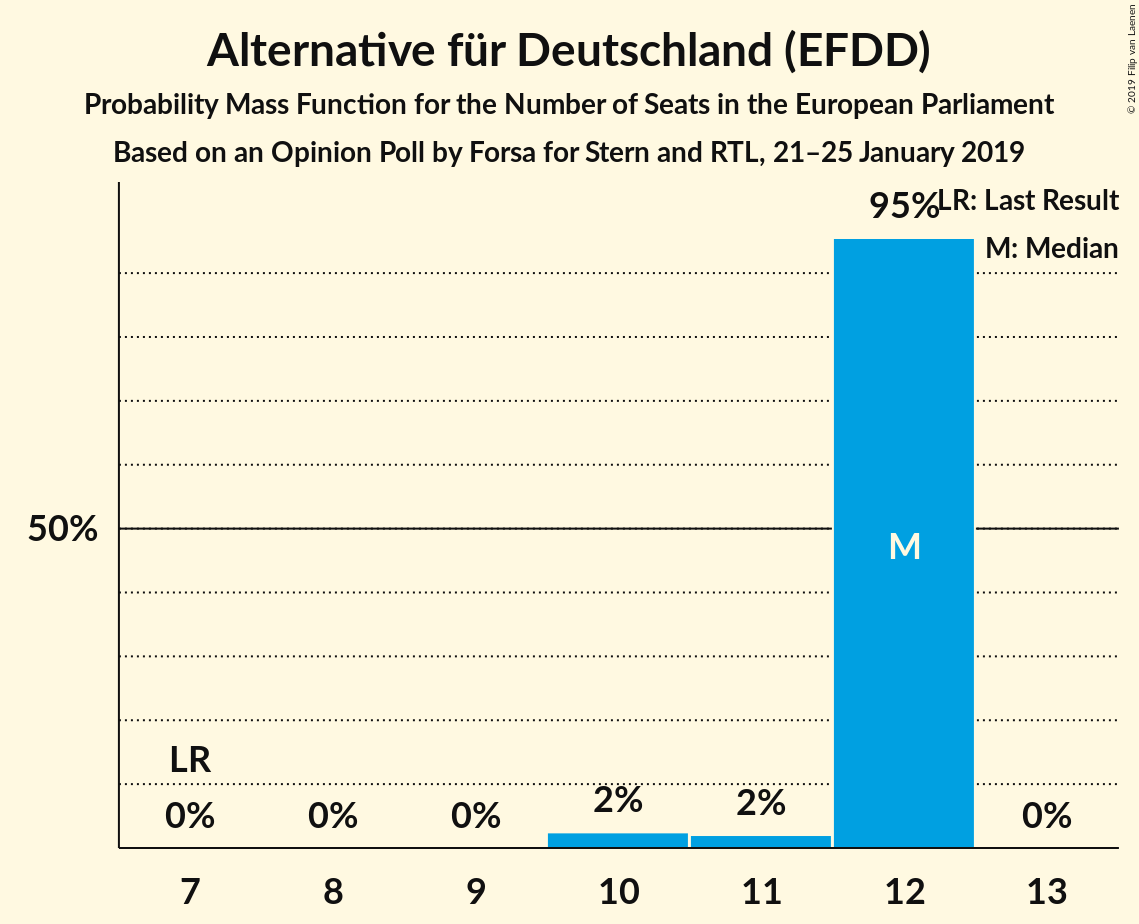 Alternative für Deutschland (EFDD)
Probability Mass Function for the Number of Seats in the European Parliament
Based on an Opinion Poll by Forsa for Stern and RTL, 21–25 January 2019
© 2019 Filip van Laenen
95%
LR: Last Result
M: Median
50%
M
LR
0%
0%
0%
2%
2%
0%
7
8
9
10
11
12
13